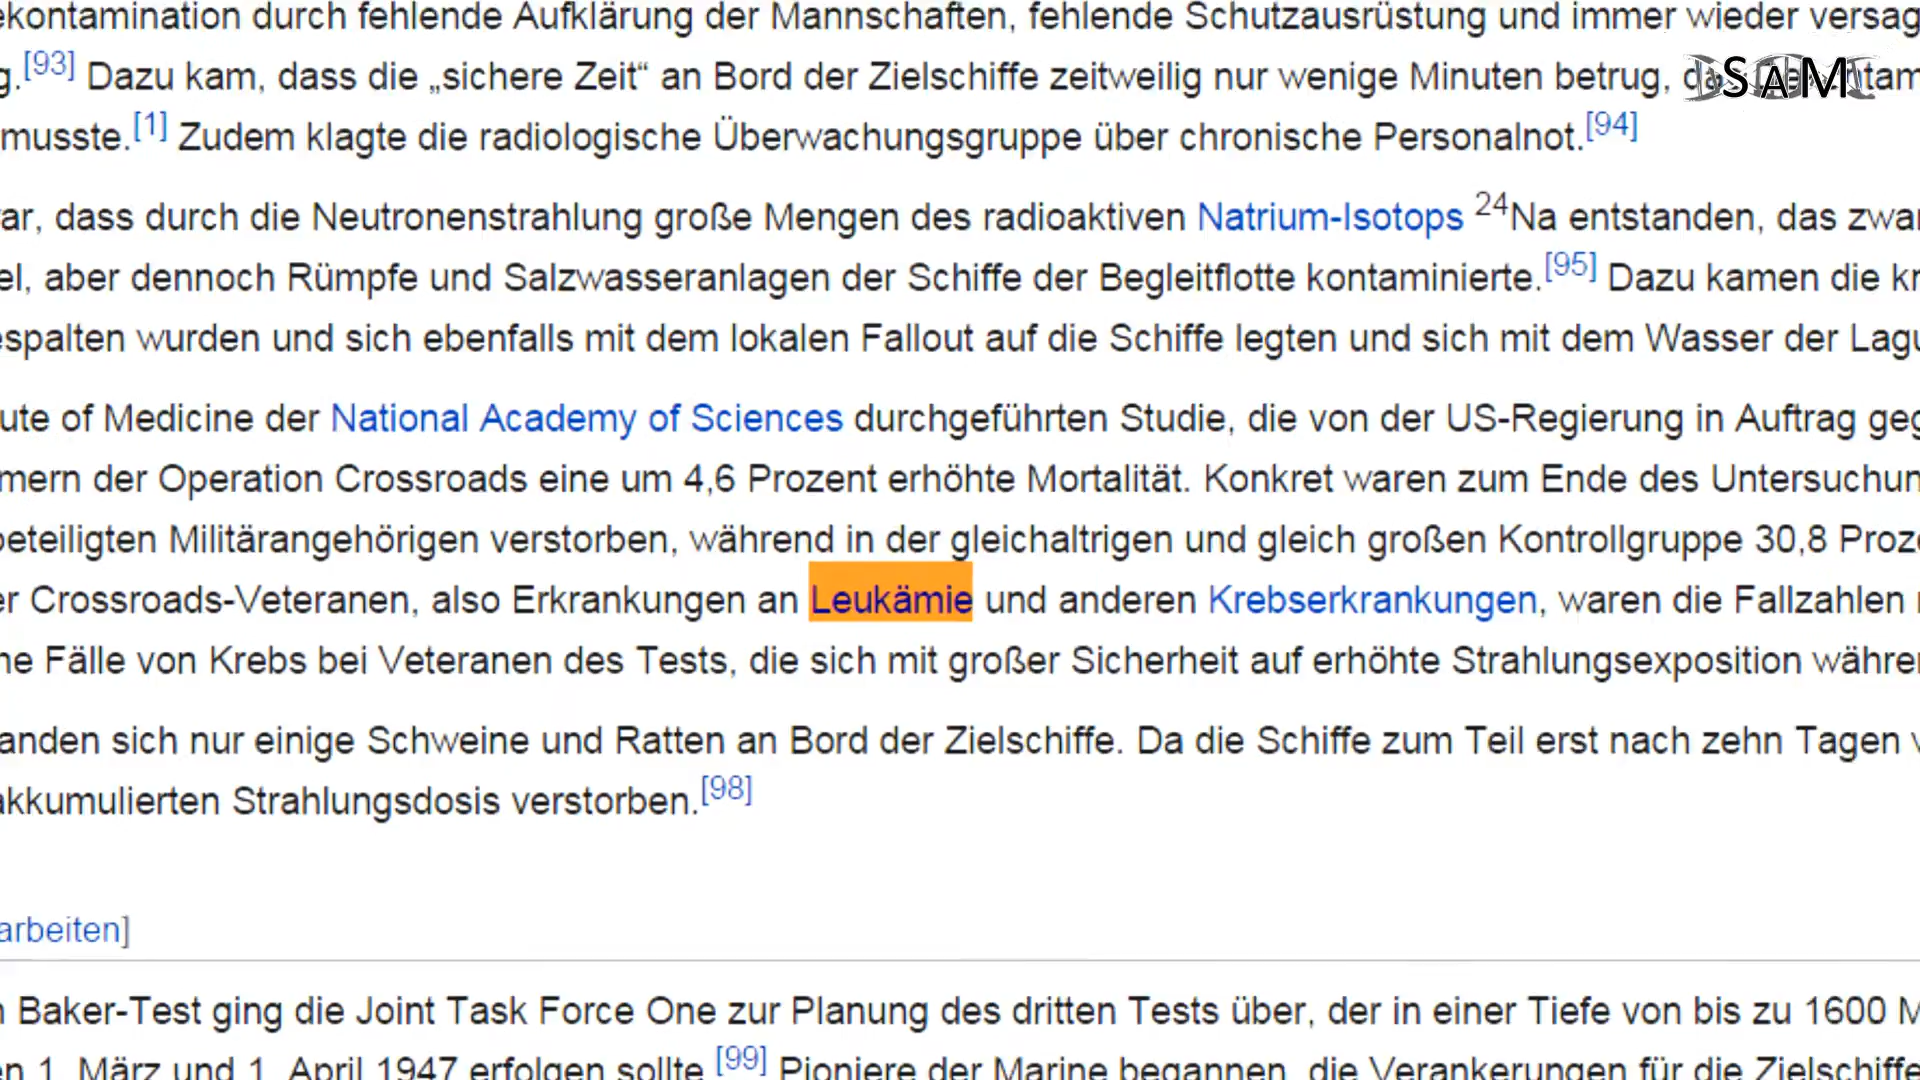 ekontamination durch fehlende Aufklärung der Mannschaften, fehlende Schutzausrüstung und immer wieder versag
g.[93] Dazu kam, dass die „sichere Zeit“ an Bord der Zielschiffe zeitweilig nur wenige Minuten betrug,
SAM
musste.[1] Zudem klagte die radiologische Überwachungsgruppe über chronische Personalnot.[94]
ar, dass durch die Neutronenstrahlung große Mengen des radioaktiven Natrium-Isotops 24Na entstanden, das zwar
el, aber dennoch Rümpfe und Salzwasseranlagen der Schiffe der Begleitflotte kontaminierte.[95] Dazu kamen die kr
espalten wurden und sich ebenfalls mit dem lokalen Fallout auf die Schiffe legten und sich mit dem Wasser der Lagu
ute of Medicine der National Academy of Sciences durchgeführten Studie, die von der US-Regierung in Auftrag geg
mern der Operation Crossroads eine um 4,6 Prozent erhöhte Mortalität. Konkret waren zum Ende des Untersuchun
beteiligten Militärangehörigen verstorben, während in der gleichaltrigen und gleich großen Kontrollgruppe 30,8 Proze
er Crossroads-Veteranen, also Erkrankungen an Leukämie und anderen Krebserkrankungen, waren die Fallzahlen
ne Fälle von Krebs bei Veteranen des Tests, die sich mit großer Sicherheit auf erhöhte Strahlungsexposition währen
anden sich nur einige Schweine und Ratten an Bord der Zielschiffe. Da die Schiffe zum Teil erst nach zehn Tagen
akkumulierten Strahlungsdosis verstorben.[98]
arbeiten]
n Baker-Test ging die Joint Task Force One zur Planung des dritten Tests über, der in einer Tiefe von bis zu 1600 M
en 1. März und 1. April 1947 erfolgen sollte.[99] Pioniere der Marine begannen, die Verankerungen für die Zielschiffe